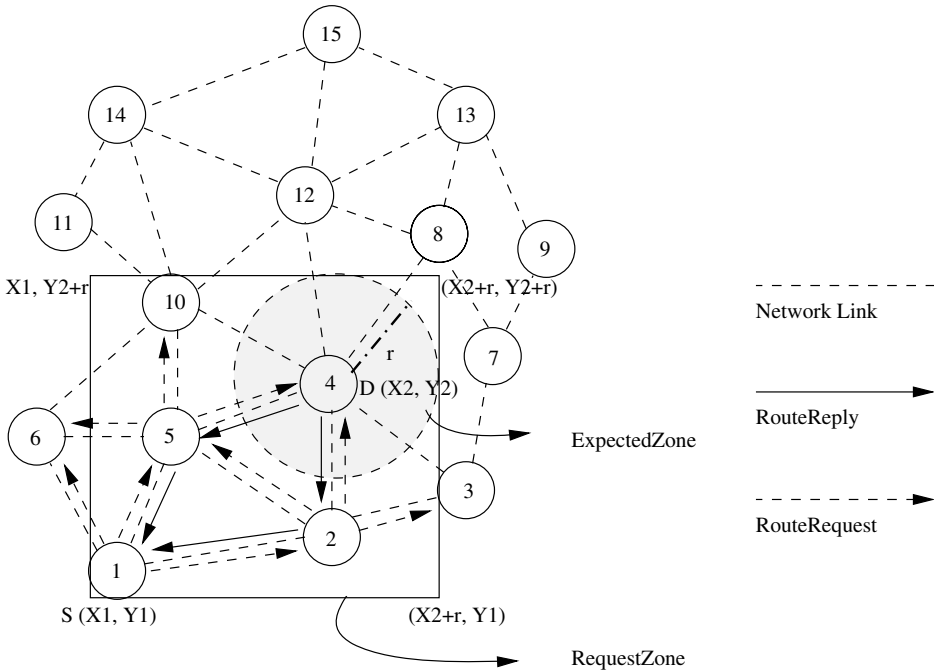 15
14
13
12
11
8
9
X1, Y2+r
(X2+r, Y2+r)
10
Network Link
r
7
4
D (X2, Y2)
RouteReply
6
5
ExpectedZone
3
RouteRequest
2
1
S (X1, Y1)
(X2+r, Y1)
RequestZone